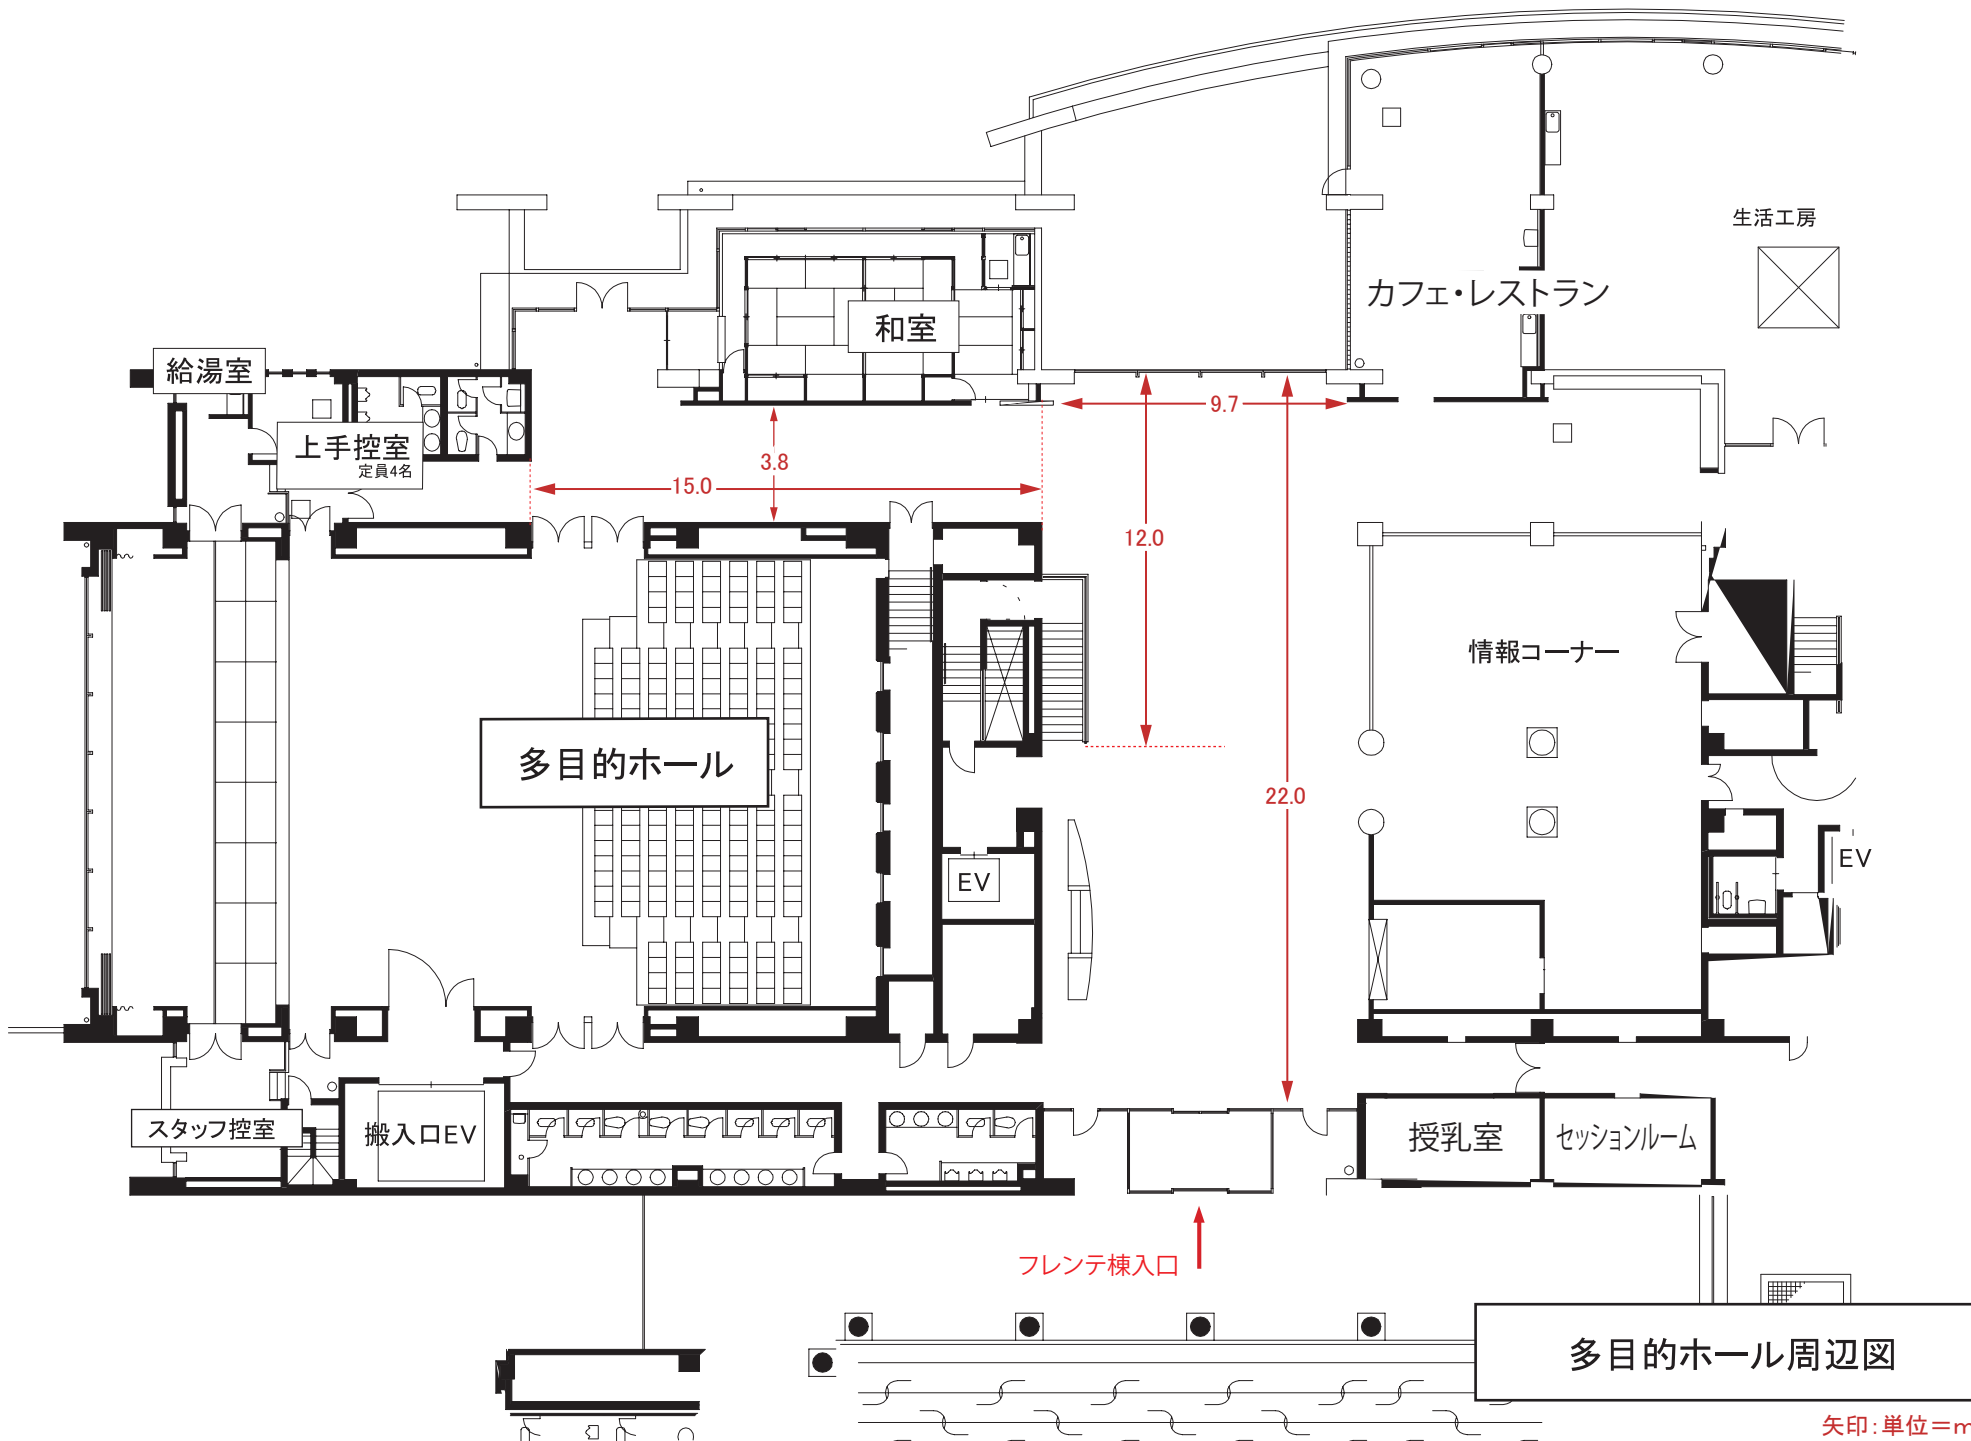 生活工房
カフェ・レストラン
和室
給湯室
上手控室
定員4名
9.7
3.8
15.0
12.0
情報コーナー
多目的ホール
22.0
EV
EV
スタッフ控室
搬入口EV
授乳室
セッションルーム
フレンテ棟入口
多目的ホール周辺図
矢印:単位=m